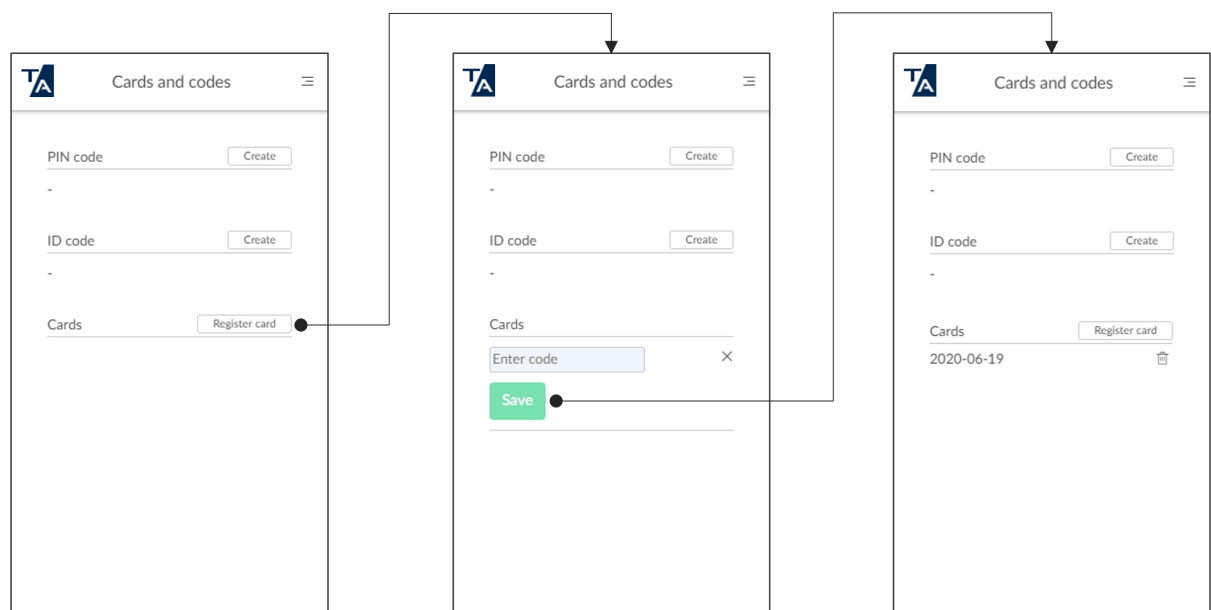 TA
Cards and codes
PIN code
Create
-
ID code
Create
-
Cards
Register card
TA
Cards and codes
PIN code
Create
-
ID code
Create
-
Cards
Enter code
Save
TA
Cards and codes
PIN code
Create
-
ID code
Create
-
Cards
Register card
2020-06-19